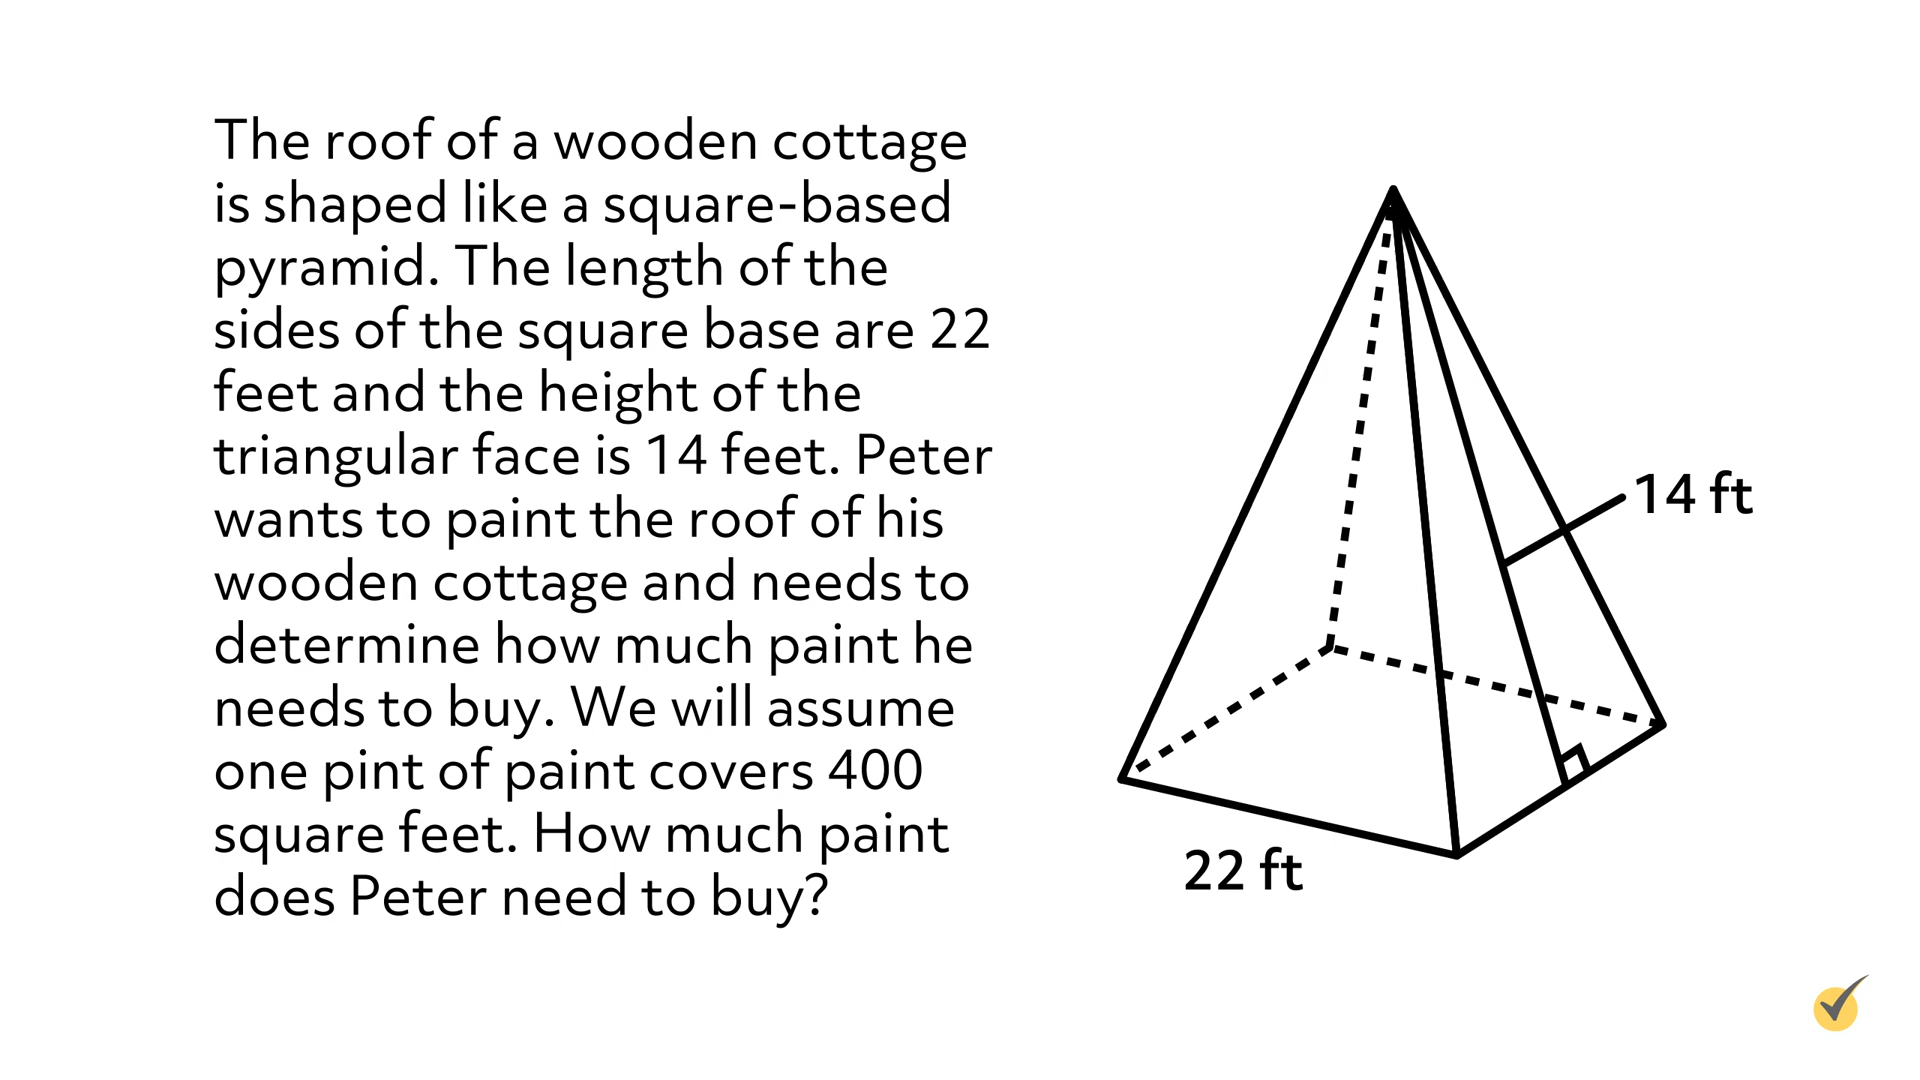 The roof of a wooden cottage
is shaped like a square-based
pyramid. The length of the
sides of the square base are 22
feet and the height of the
triangular face is 14 feet. Peter
wants to paint the roof of his
wooden cottage and needs to
determine how much paint he
needs to buy. We will assume
one pint of paint covers 400
square feet. How much paint
does Peter need to buy?
14 ft
22 ft